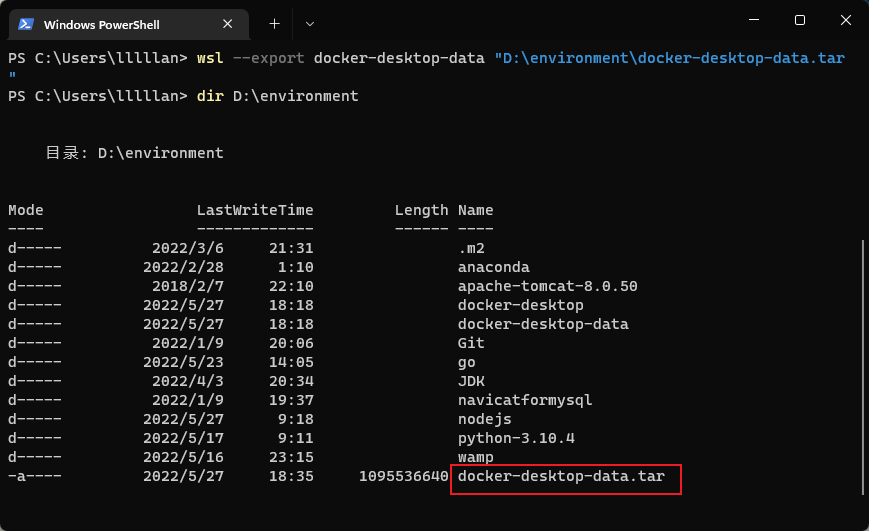 Windows PowerShell
PS C:\Users\lllllan> wsl --export docker-desktop-data "D:\environment\docker-desktop-data.tar
"
PS C:\Users\lllllan> dir D:\environment
目录: D:\environment
Mode LastWriteTime Length Name
---- ------------- ------ ----
d----- 2022/3/6 21:31 .m2
d----- 2022/2/28 1:10 anaconda
d----- 2018/2/7 22:10 apache-tomcat-8.0.50
d----- 2022/5/27 18:18 docker-desktop
d----- 2022/5/27 18:18 docker-desktop-data
d----- 2022/1/9 20:06 Git
d----- 2022/5/23 14:05 go
d----- 2022/4/3 20:34 JDK
d----- 2022/1/9 19:37 navicatformysql
d----- 2022/5/27 9:18 nodejs
d----- 2022/5/17 9:11 python-3.10.4
d----- 2022/5/16 23:15 wamp
-a---- 2022/5/27 18:35 1095536640 docker-desktop-data.tar